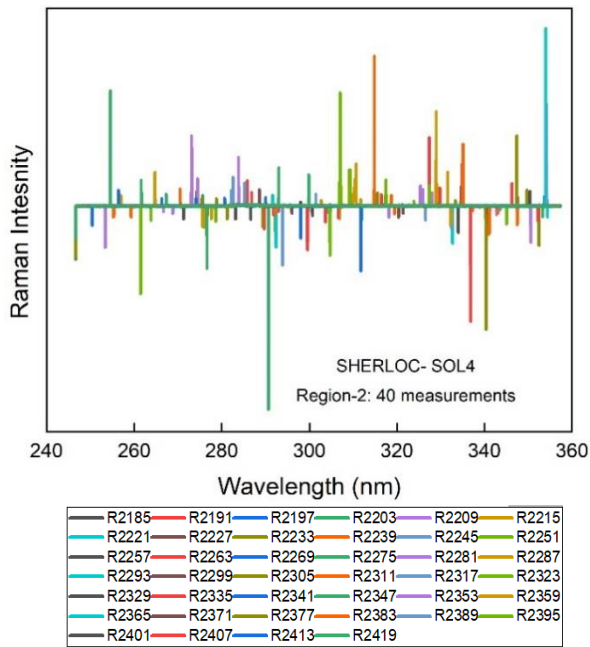 Raman Intesnity
SHERLOC- SOL4
Region-2: 40 measurements
240 260 280 300 320 340 360
Wavelength (nm)
R2185 R2191 R2197 R2203 R2209 R2215
R2221 R2227 R2233 R2239 R2245 R2251
R2257 R2263 R2269 R2275 R2281 R2287
R2293 R2299 R2305 R2311 R2317 R2323
R2329 R2335 R2341 R2347 R2353 R2359
R2365 R2371 R2377 R2383 R2389 R2395
R2401 R2407 R2413 R2419